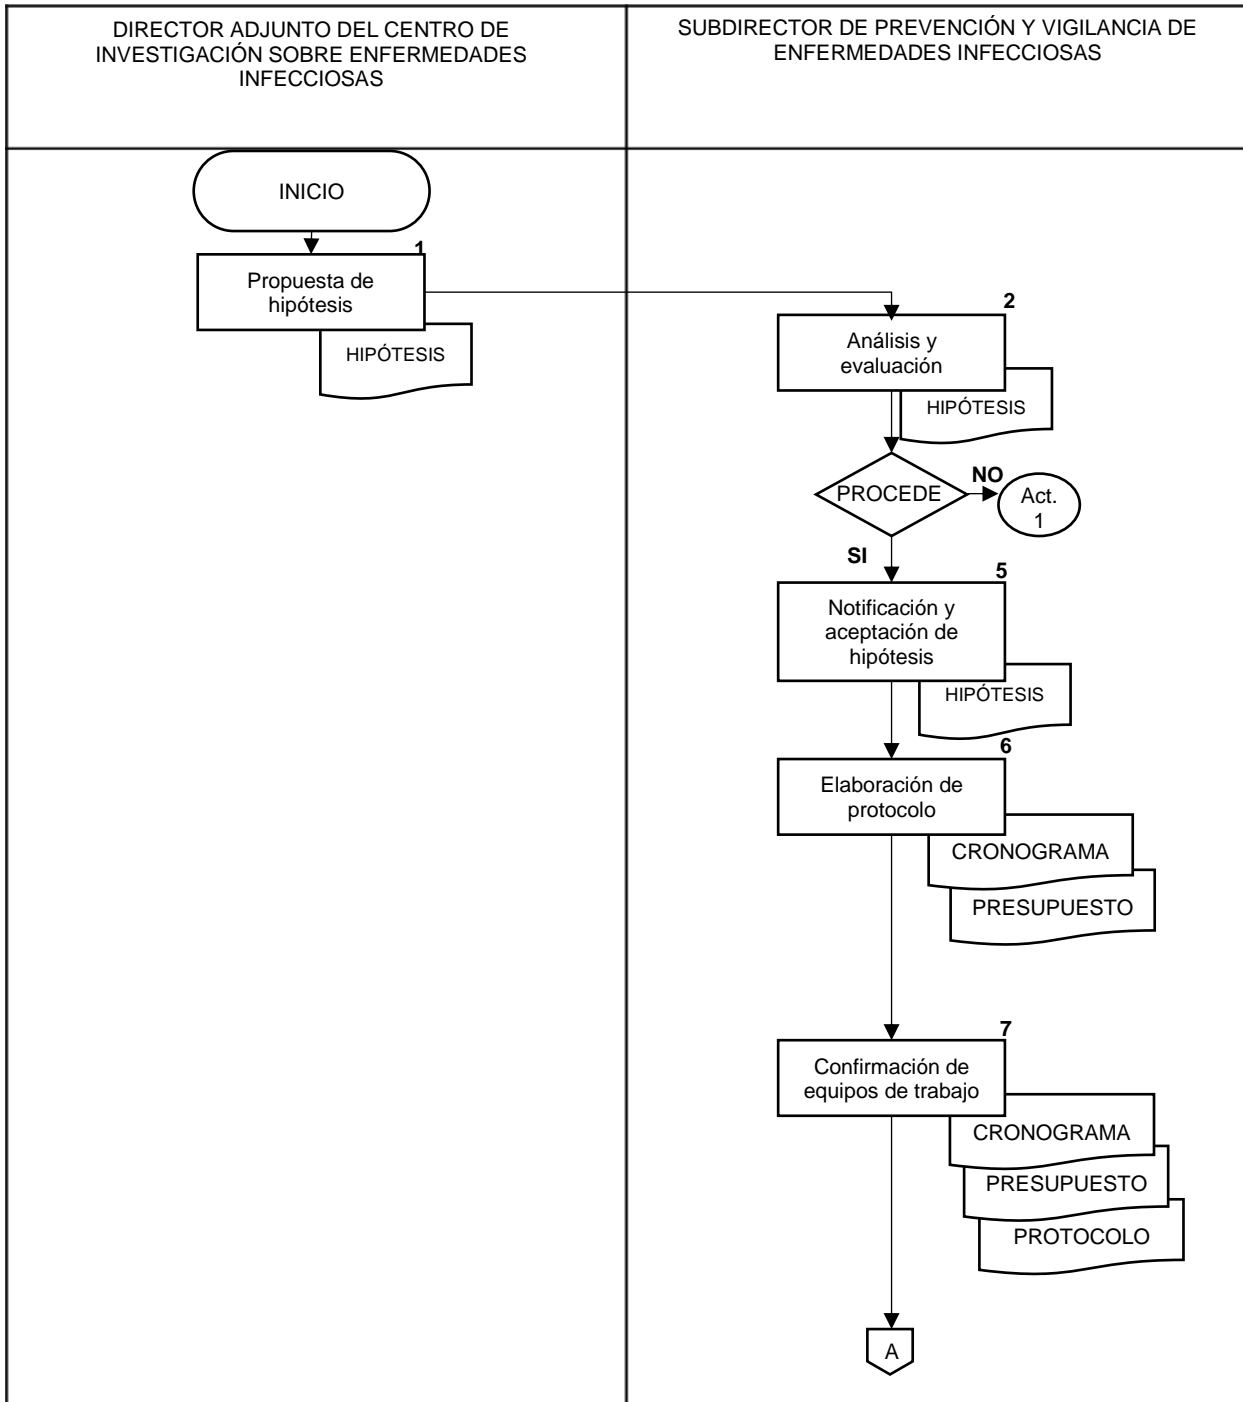 DIRECTOR ADJUNTO DEL CENTRO DE
INVESTIGACIÓN SOBRE ENFERMEDADES
INFECCIOSAS
SUBDIRECTOR DE PREVENCIÓN Y VIGILANCIA DE
ENFERMEDADES INFECCIOSAS
INICIO
1
Propuesta de
hipótesis
HIPÓTESIS
2
Análisis y
evaluación
HIPÓTESIS
PROCEDE
NO
Act.
1
SI
5
Notificación y
aceptación de
hipótesis
HIPÓTESIS
6
Elaboración de
protocolo
CRONOGRAMA
PRESUPUESTO
7
Confirmación de
equipos de trabajo
CRONOGRAMA
PRESUPUESTO
PROTOCOLO
A